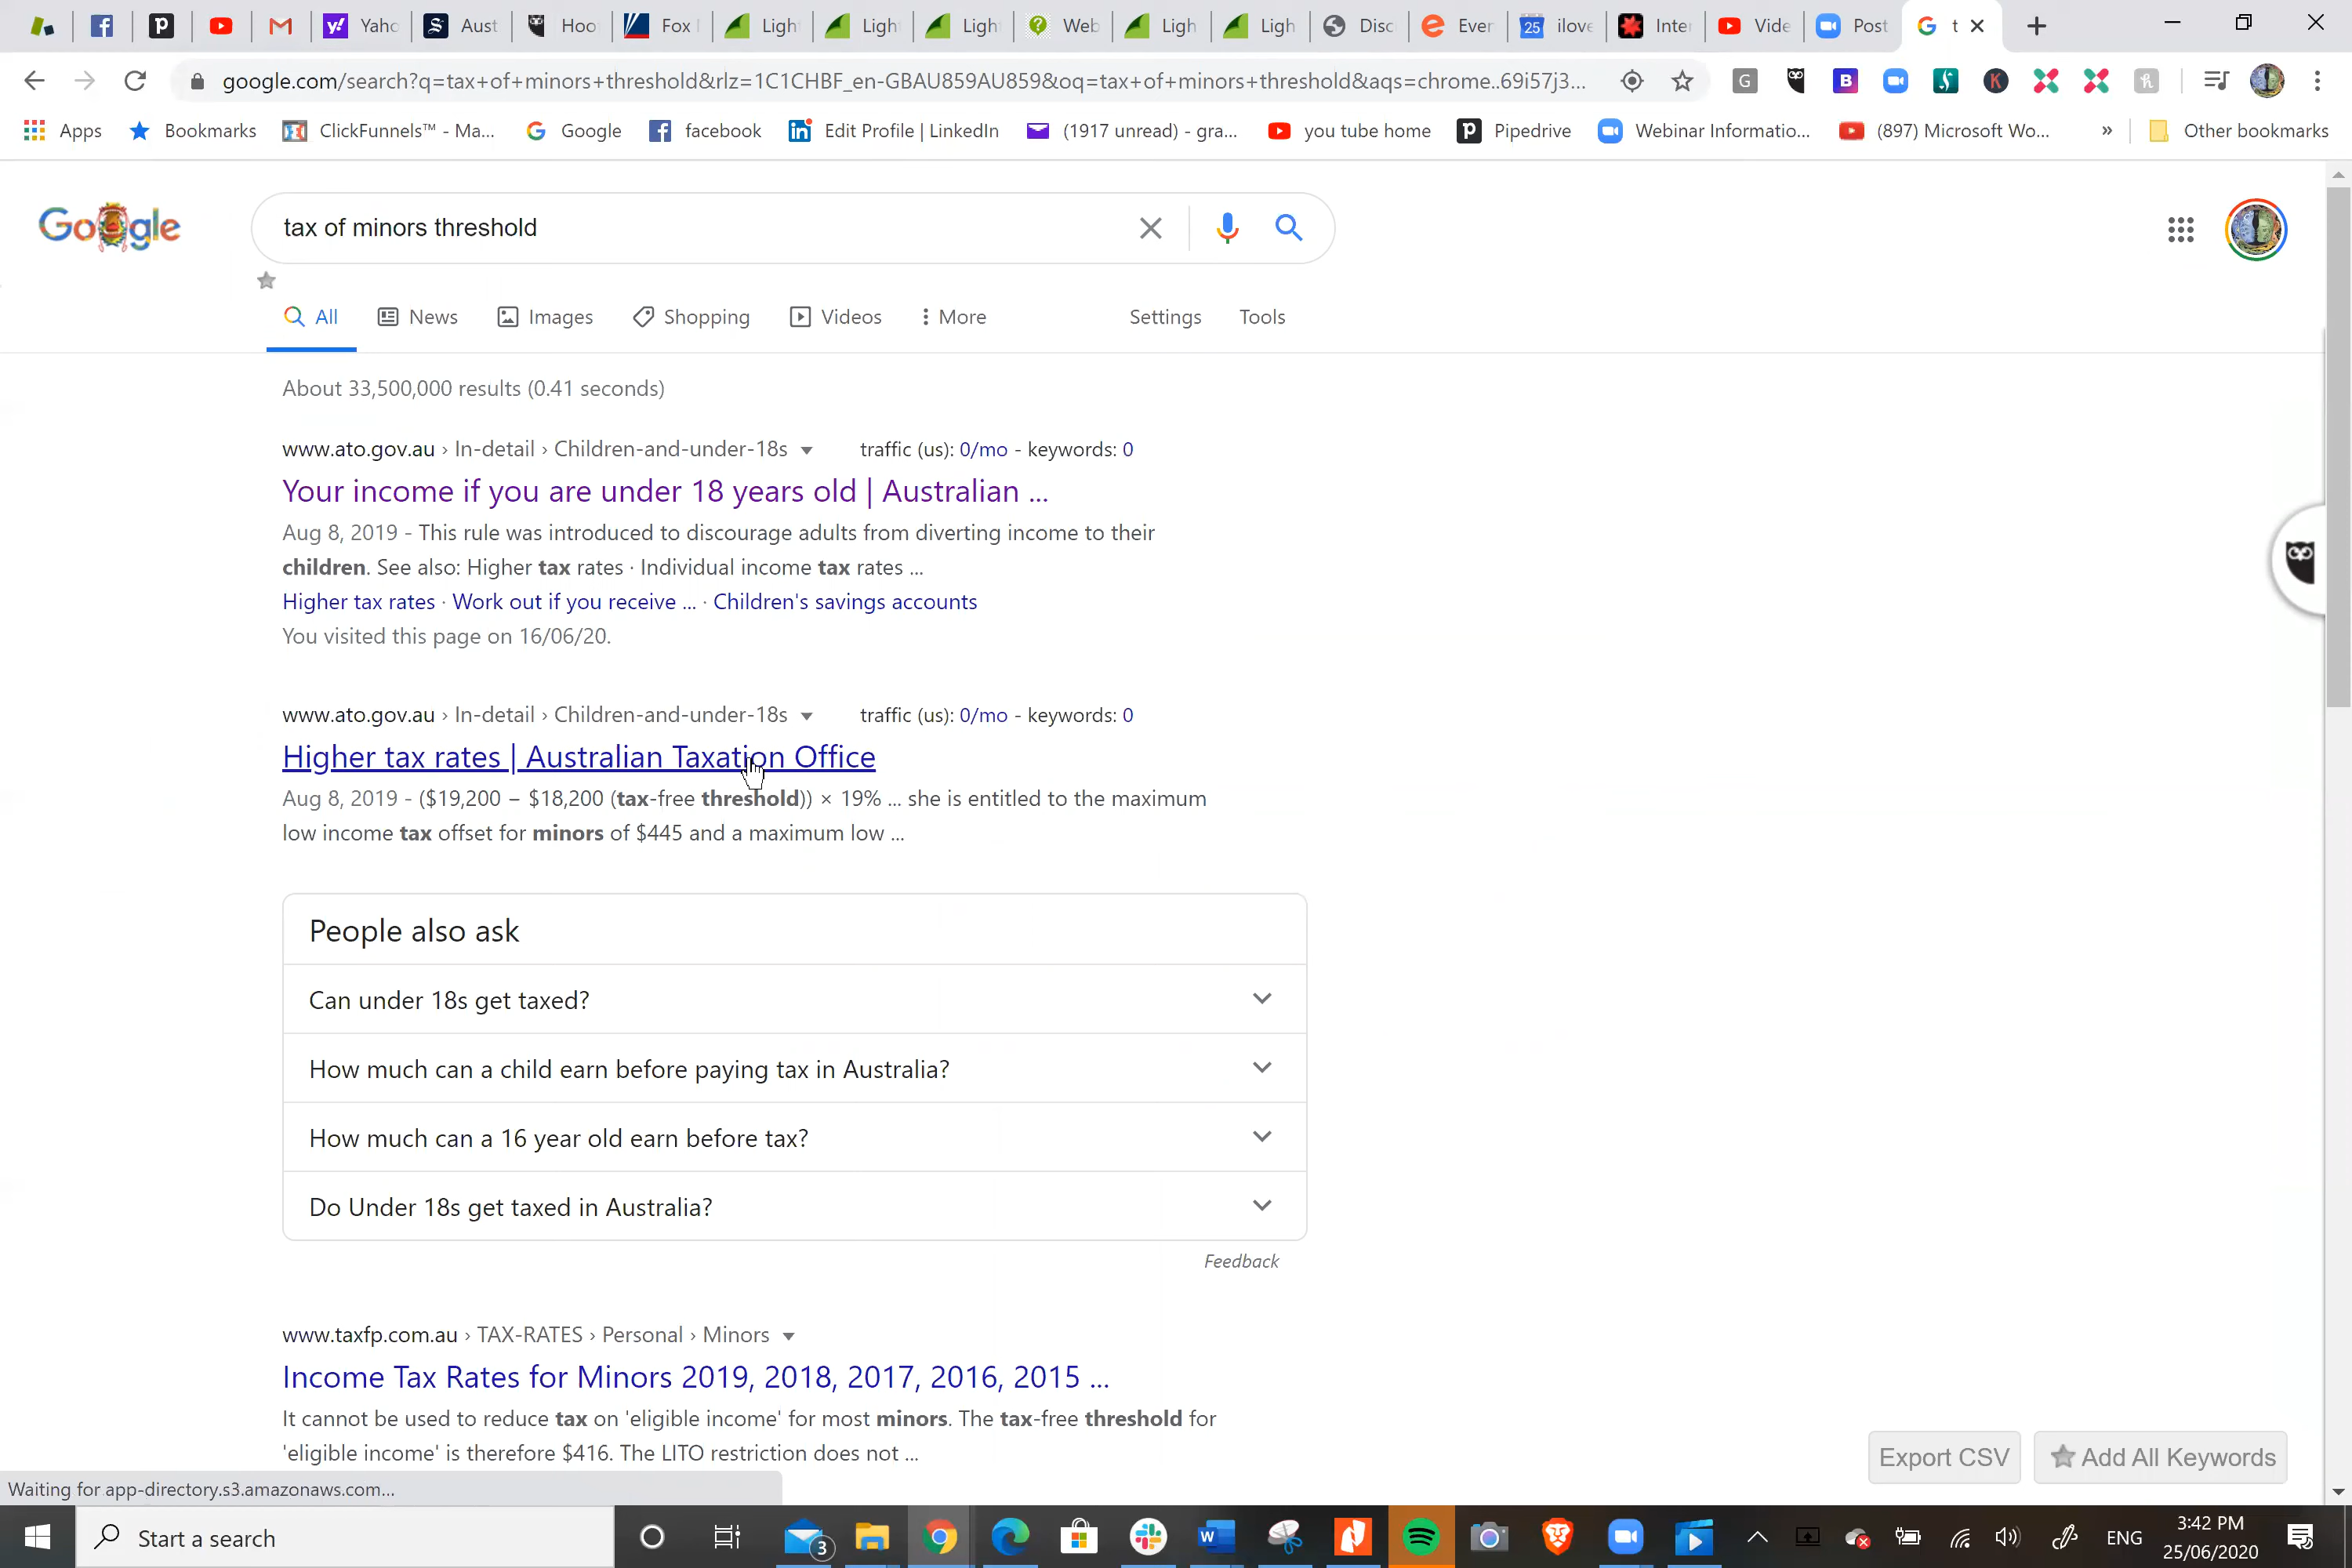 Yaho
Aust
Hoo
Fox
Light
Light
Ligh
Web
Ligh
Ligh
Disc
Ever
25
ilove
Inte
Vide
Post
t
google.com/search?q=tax+of+minors+threshold&rlz=1C1CHBF_en-GBAU859AU859&oq=tax+of+minors+threshold&aqs=chrome..69i57j3...
Apps
Bookmarks
ClickFunnels™ - Ma...
Google
facebook
Edit Profile | LinkedIn
(1917 unread) - gra...
you tube home
Pipedrive
Webinar Informatio...
(897) Microsoft Wo...
»
Other bookmarks
Google
tax of minors threshold
All
News
Images
Shopping
Videos
More
Settings
Tools
About 33,500,000 results (0.41 seconds)
www.ato.gov.au › In-detail › Children-and-under-18s
traffic (us): 0/mo - keywords: 0
Your income if you are under 18 years old | Australian ...
Aug 8, 2019 - This rule was introduced to discourage adults from diverting income to their
children. See also: Higher tax rates · Individual income tax rates ...
Higher tax rates · Work out if you receive ... · Children's savings accounts
You visited this page on 16/06/20.
www.ato.gov.au › In-detail › Children-and-under-18s
traffic (us): 0/mo - keywords: 0
Higher tax rates | Australian Taxation Office
Aug 8, 2019 - ($19,200 – $18,200 (tax-free threshold)) × 19% ... she is entitled to the maximum
low income tax offset for minors of $445 and a maximum low ...
People also ask
Can under 18s get taxed?
How much can a child earn before paying tax in Australia?
How much can a 16 year old earn before tax?
Do Under 18s get taxed in Australia?
Feedback
www.taxfp.com.au › TAX-RATES › Personal › Minors
Income Tax Rates for Minors 2019, 2018, 2017, 2016, 2015 ...
It cannot be used to reduce tax on 'eligible income' for most minors. The tax-free threshold for
'eligible income' is therefore $416. The LITO restriction does not ...
Export CSV
Add All Keywords
Waiting for app-directory.s3.amazonaws.com...
Start a search
3
ENG
3:42 PM
25/06/2020